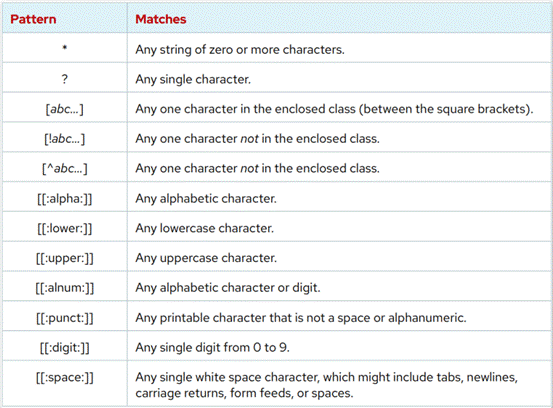 Pattern Matches
* Any string of zero or more characters.
? Any single character.
[abc...] Any one character in the enclosed class (between the square brackets).
[!abc...] Any one character not in the enclosed class.
[^abc...] Any one character not in the enclosed class.
[[:alpha:]] Any alphabetic character.
[[:lower:]] Any lowercase character.
[[:upper:]] Any uppercase character.
[[:alnum:]] Any alphabetic character or digit.
[[:punct:]] Any printable character that is not a space or alphanumeric.
[[:digit:]] Any single digit from 0 to 9.
[[:space:]] Any single white space character, which might include tabs, newlines,
carriage returns, form feeds, or spaces.